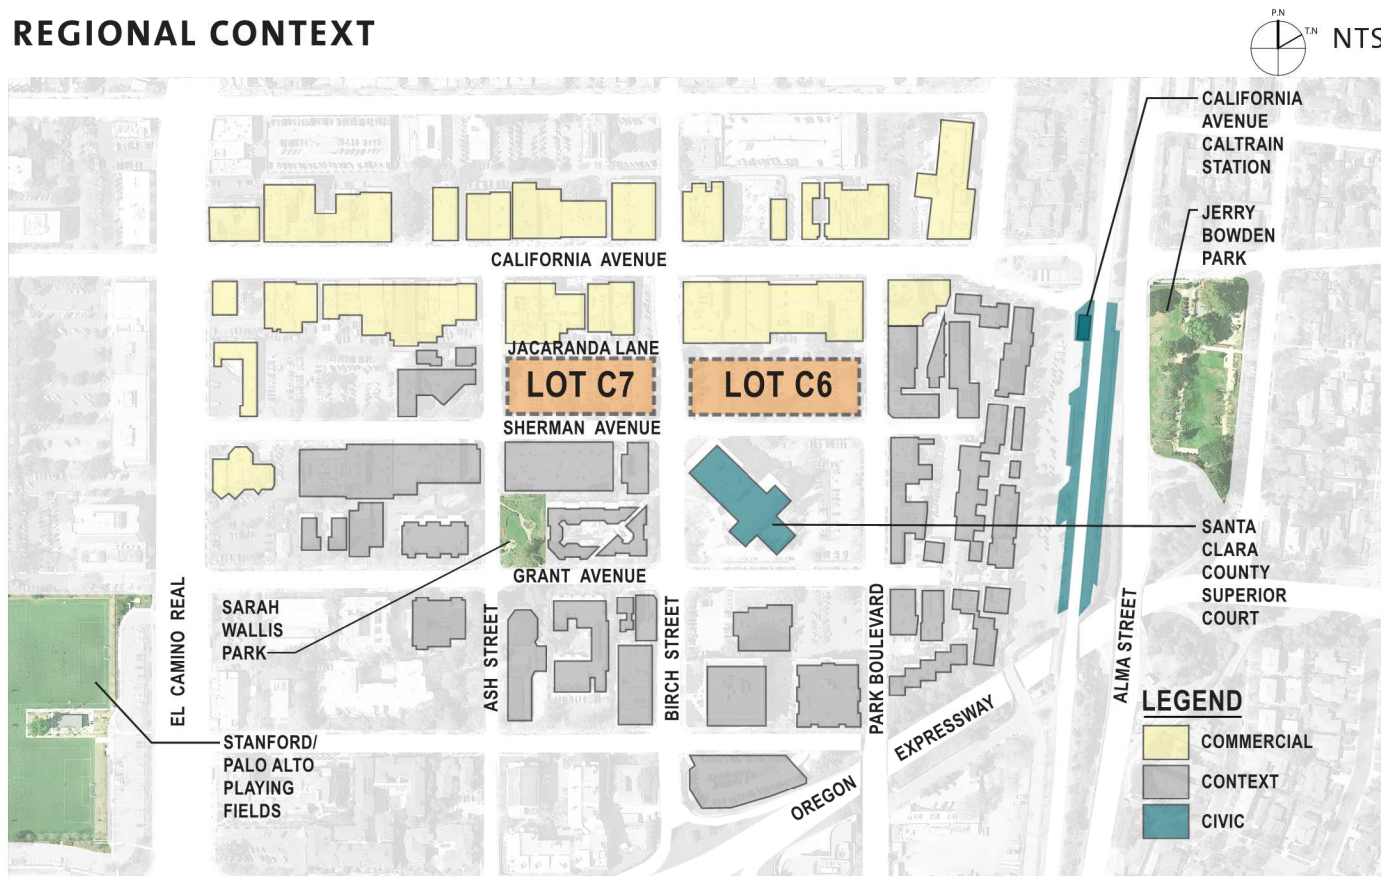 REGIONAL CONTEXT
P.N
T.N
NTS
CALIFORNIA
AVENUE
CALTRAIN
STATION
JERRY
BOWDEN
PARK
CALIFORNIA AVENUE
JACARANDA LANE
LOT C7
LOT C6
SHERMAN AVENUE
SANTA
CLARA
COUNTY
SUPERIOR
COURT
GRANT AVENUE
SARAH
WALLIS
PARK
EL CAMINO REAL
ASH STREET
BIRCH STREET
PARK BOULEVARD
ALMA STREET
OREGON
EXPRESSWAY
STANFORD/
PALO ALTO
PLAYING
FIELDS
LEGEND
COMMERCIAL
CONTEXT
CIVIC